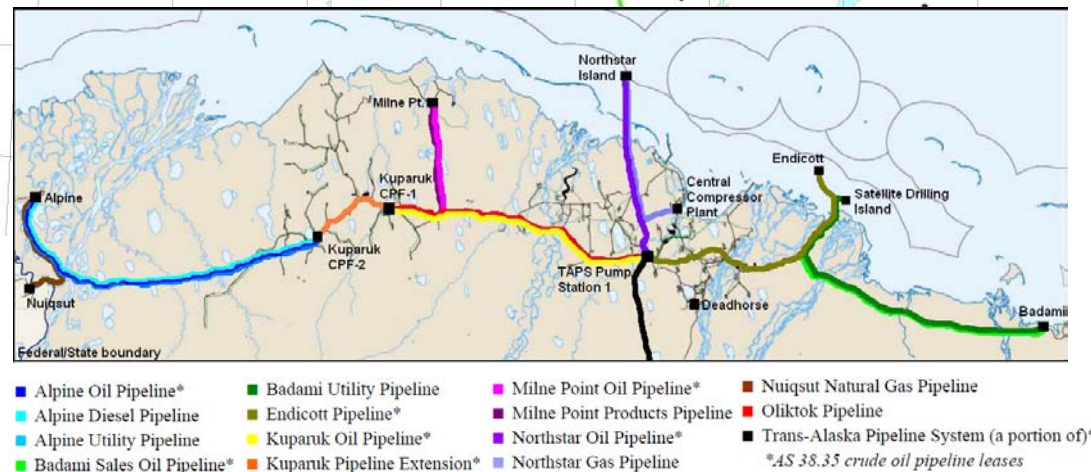 Northstar
Island
Milne Pt.
Endicott
Kuparuk
CPF-1
Central
Compressor
Plant
Satellite Drilling
Island
Alpine
Kuparuk
CPF-2
TAPS Pump
Station 1
Nuiqsut
Deadhorse
Badami
Federal/State boundary
Alpine Oil Pipeline*
Alpine Diesel Pipeline
Alpine Utility Pipeline
Badami Sales Oil Pipeline*
Badami Utility Pipeline
Endicott Pipeline*
Kuparuk Oil Pipeline*
Kuparuk Pipeline Extension*
Milne Point Oil Pipeline*
Milne Point Products Pipeline
Northstar Oil Pipeline*
Northstar Gas Pipeline
Nuiqsut Natural Gas Pipeline
Oliktok Pipeline
Trans-Alaska Pipeline System (a portion of)*
*AS 38.35 crude oil pipeline leases